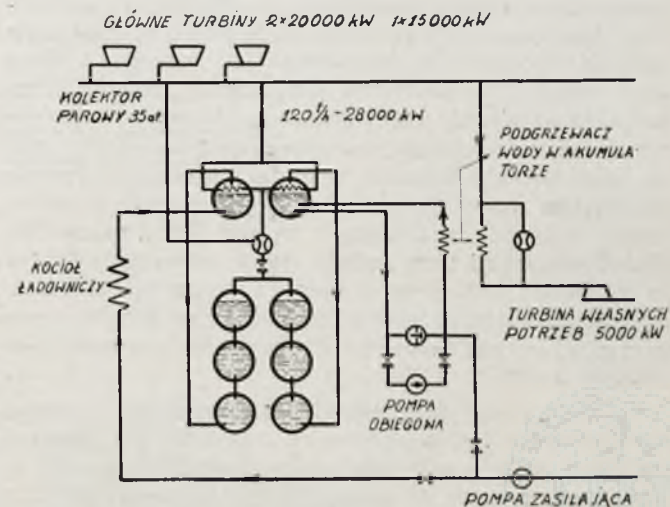 GŁÓWNE TURBINY 2×20000 kW 1×15000 kW
KOLEKTOR
PAROWY 35 at.
120 t/h - 28000 kW
PODGRZEWACZ
WODY W AKUMULA-
TORZE
KOCIOŁ
ŁADOWNICZY
TURBINA WŁASNYCH
POTRZEB 5000 kW
POMPA
OBIEGOWA
POMPA ZASILAJĄCA